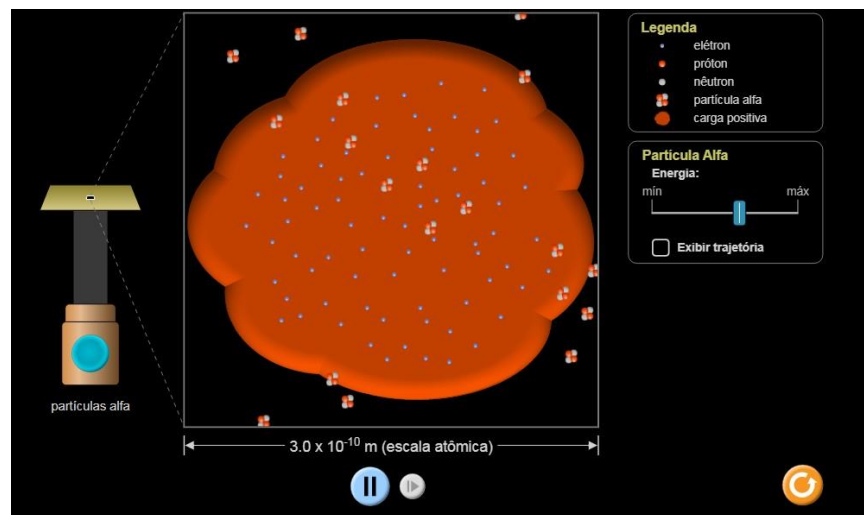 Legenda
elétron
próton
nêutron
partícula alfa
carga positiva
Partícula Alfa
Energia:
mín máx
Exibir trajetória
partículas alfa
3.0 x 10⁻¹⁰ m (escala atômica)